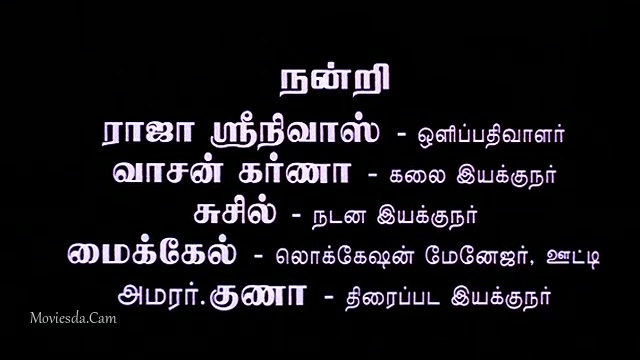 நன்றி
ராஜா ஸ்ரீநிவாஸ் - ஒளிப்பதிவாளர்
வாசன் கர்ணா - கலை இயக்குநர்
சுசில் - நடன இயக்குநர்
மைக்கேல் - லொக்கேஷன் மேனேஜர், ஊட்டி
அமரர்.குணா - திரைப்பட இயக்குநர்
Moviesda.Cam